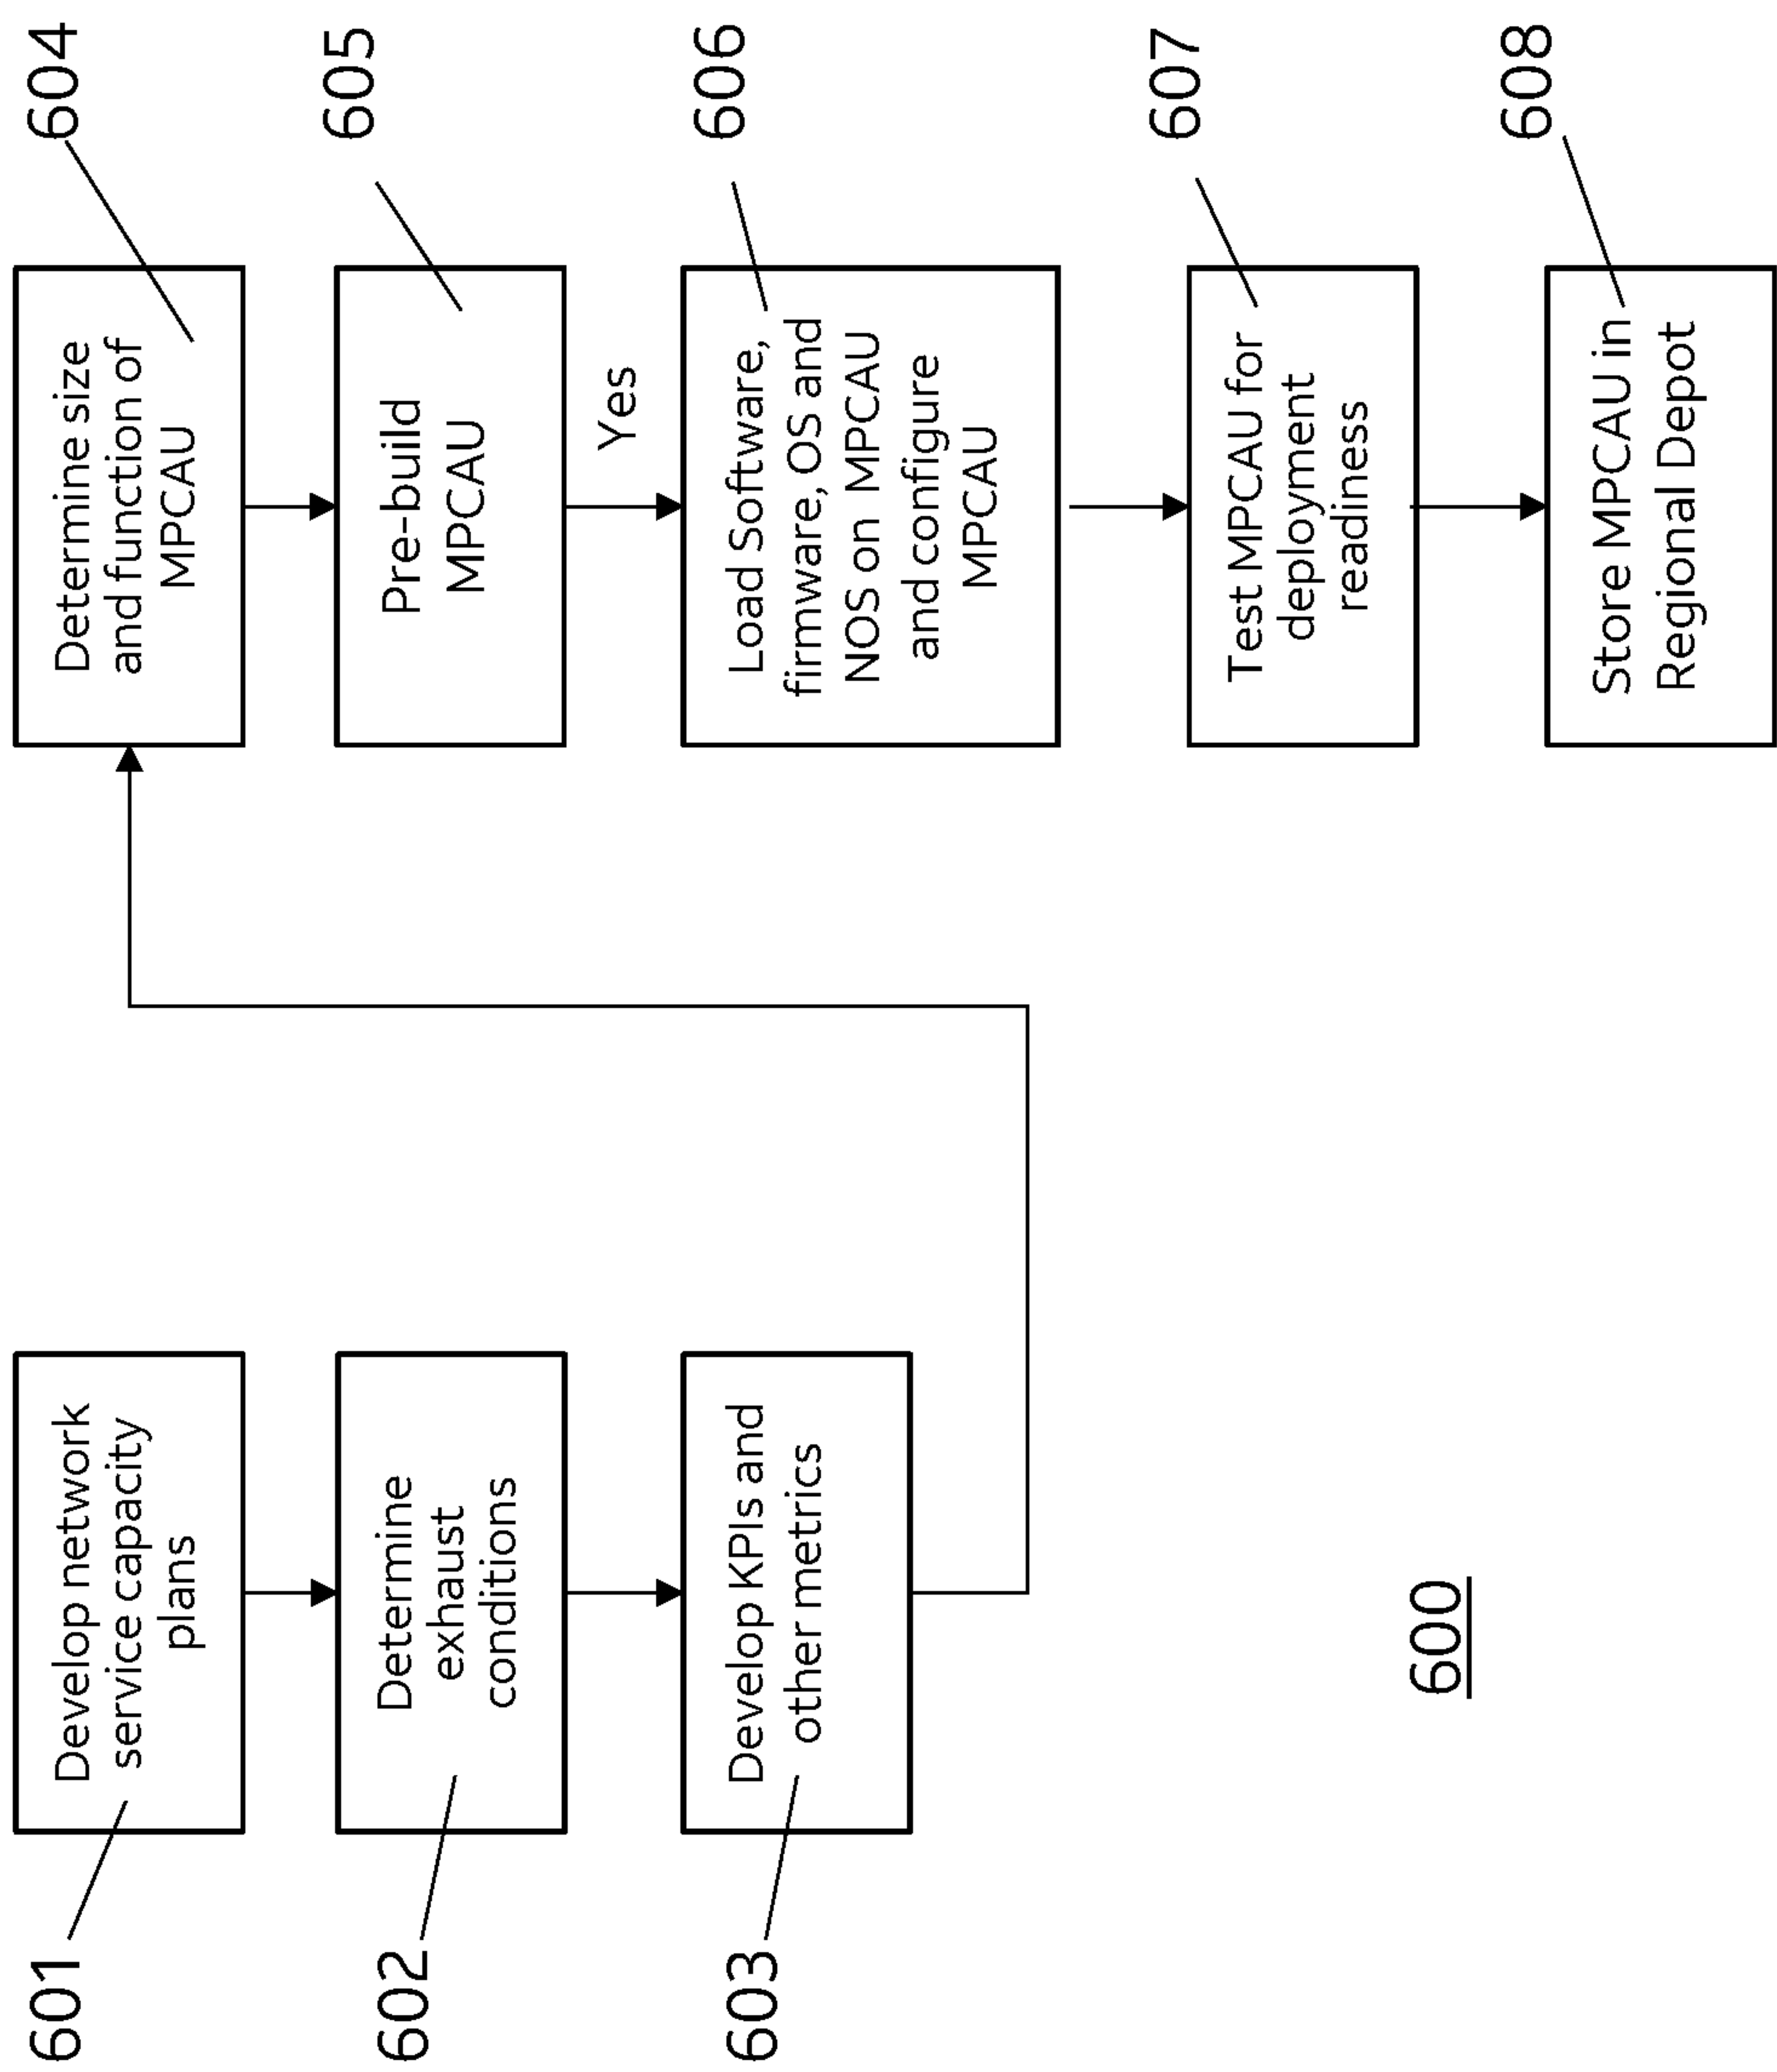 601
Develop network
service capacity
plans
602
Determine
exhaust
conditions
603
Develop KPIs and
other metrics
604
Determine size
and function of
MPCAU
605
Pre-build
MPCAU
Yes
606
Load Software,
firmware, OS and
NOS on MPCAU
and configure
MPCAU
607
Test MPCAU for
deployment
readiness
608
Store MPCAU in
Regional Depot
600